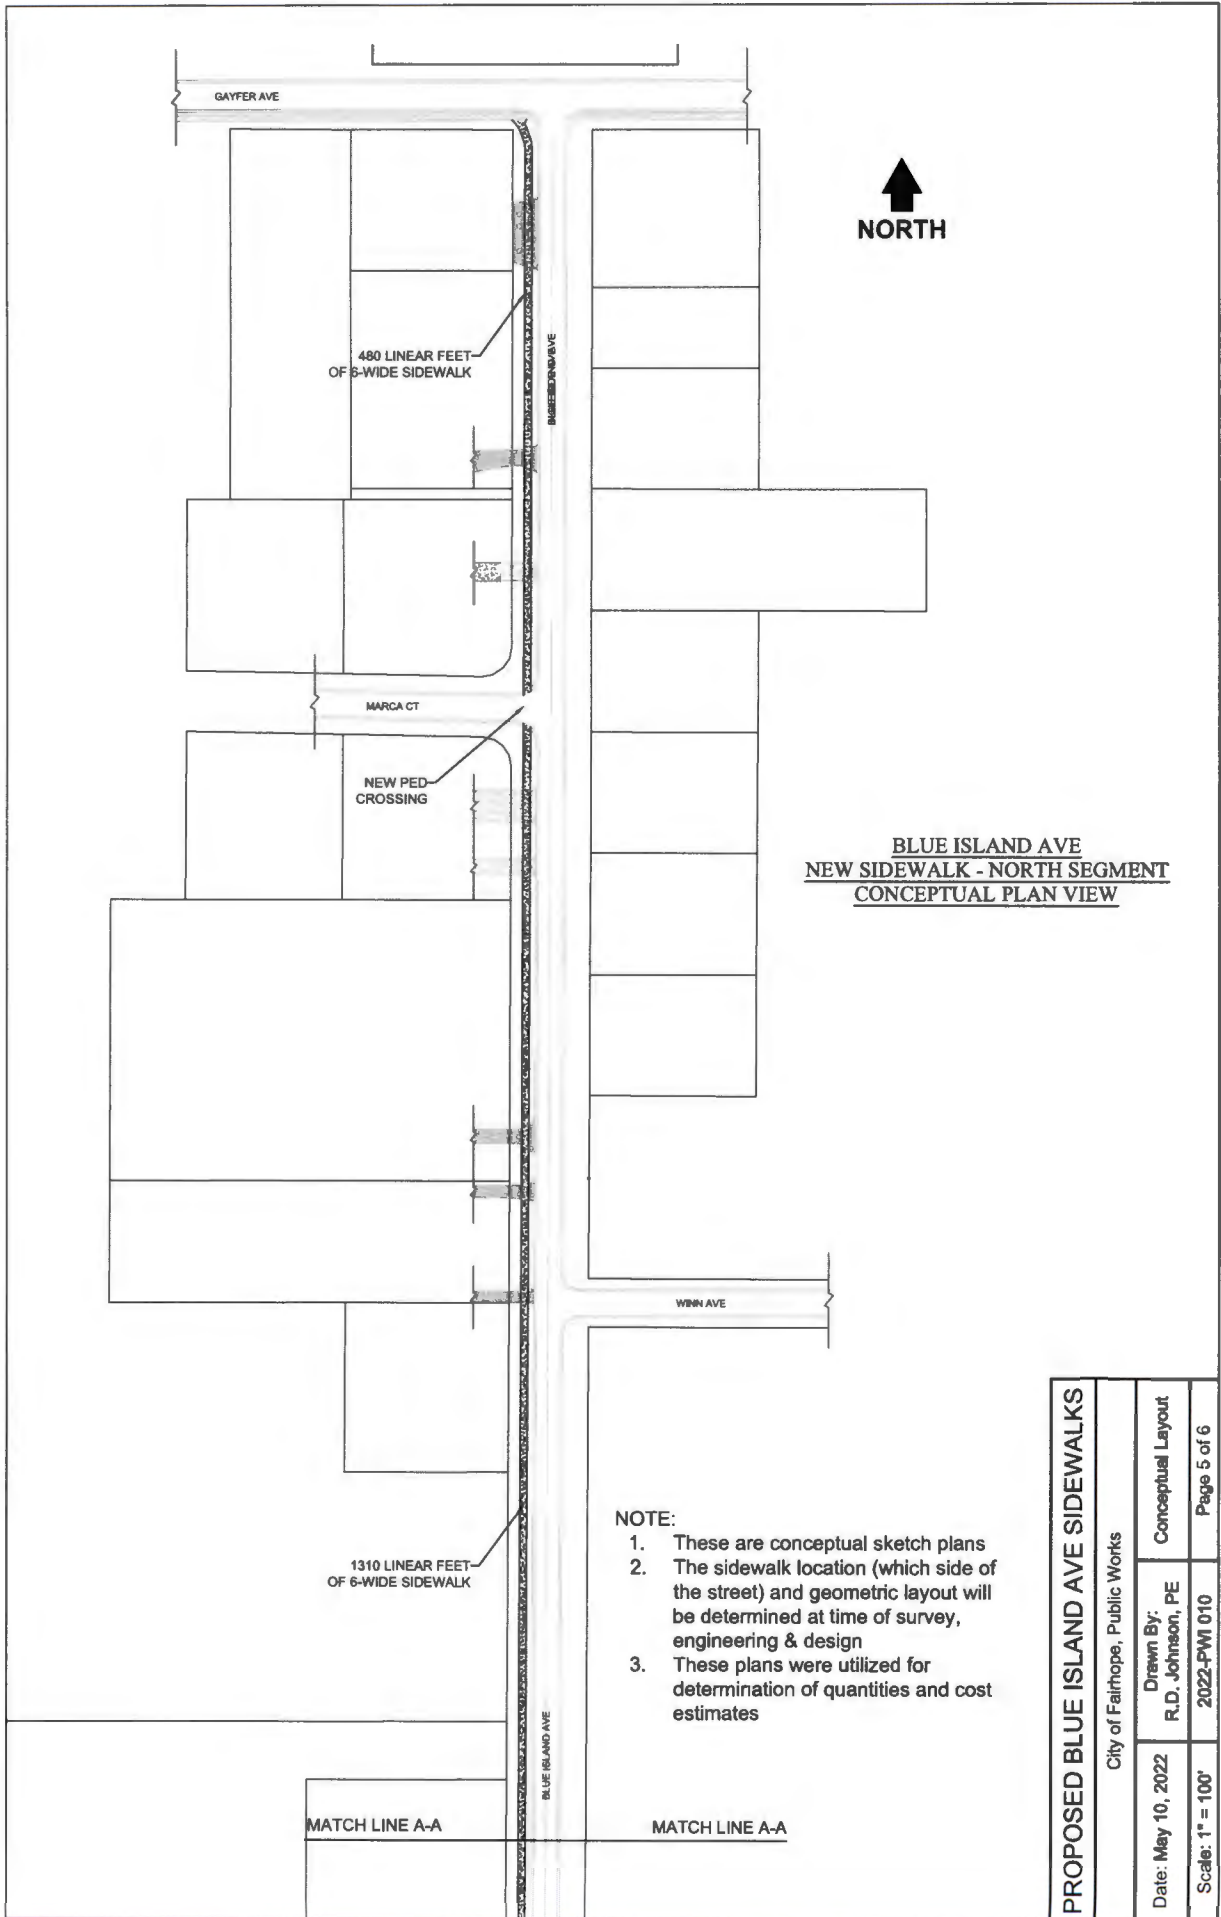 GAYFER AVE
NORTH
480 LINEAR FEET
OF 6-WIDE SIDEWALK
MARCA CT
NEW PED
CROSSING
BLUE ISLAND AVE
NEW SIDEWALK - NORTH SEGMENT
CONCEPTUAL PLAN VIEW
WINN AVE
1310 LINEAR FEET
OF 6-WIDE SIDEWALK
NOTE:
1. These are conceptual sketch plans
2. The sidewalk location (which side of
the street) and geometric layout will
be determined at time of survey,
engineering & design
3. These plans were utilized for
determination of quantities and cost
estimates
BLUE ISLAND AVE
MATCH LINE A-A
MATCH LINE A-A
PROPOSED BLUE ISLAND AVE SIDEWALKS
City of Fairhope, Public Works
Date: May 10, 2022
Drawn By:
R.D. Johnson, PE
Conceptual Layout
Scale: 1" = 100'
2022-PWI 010
Page 5 of 6